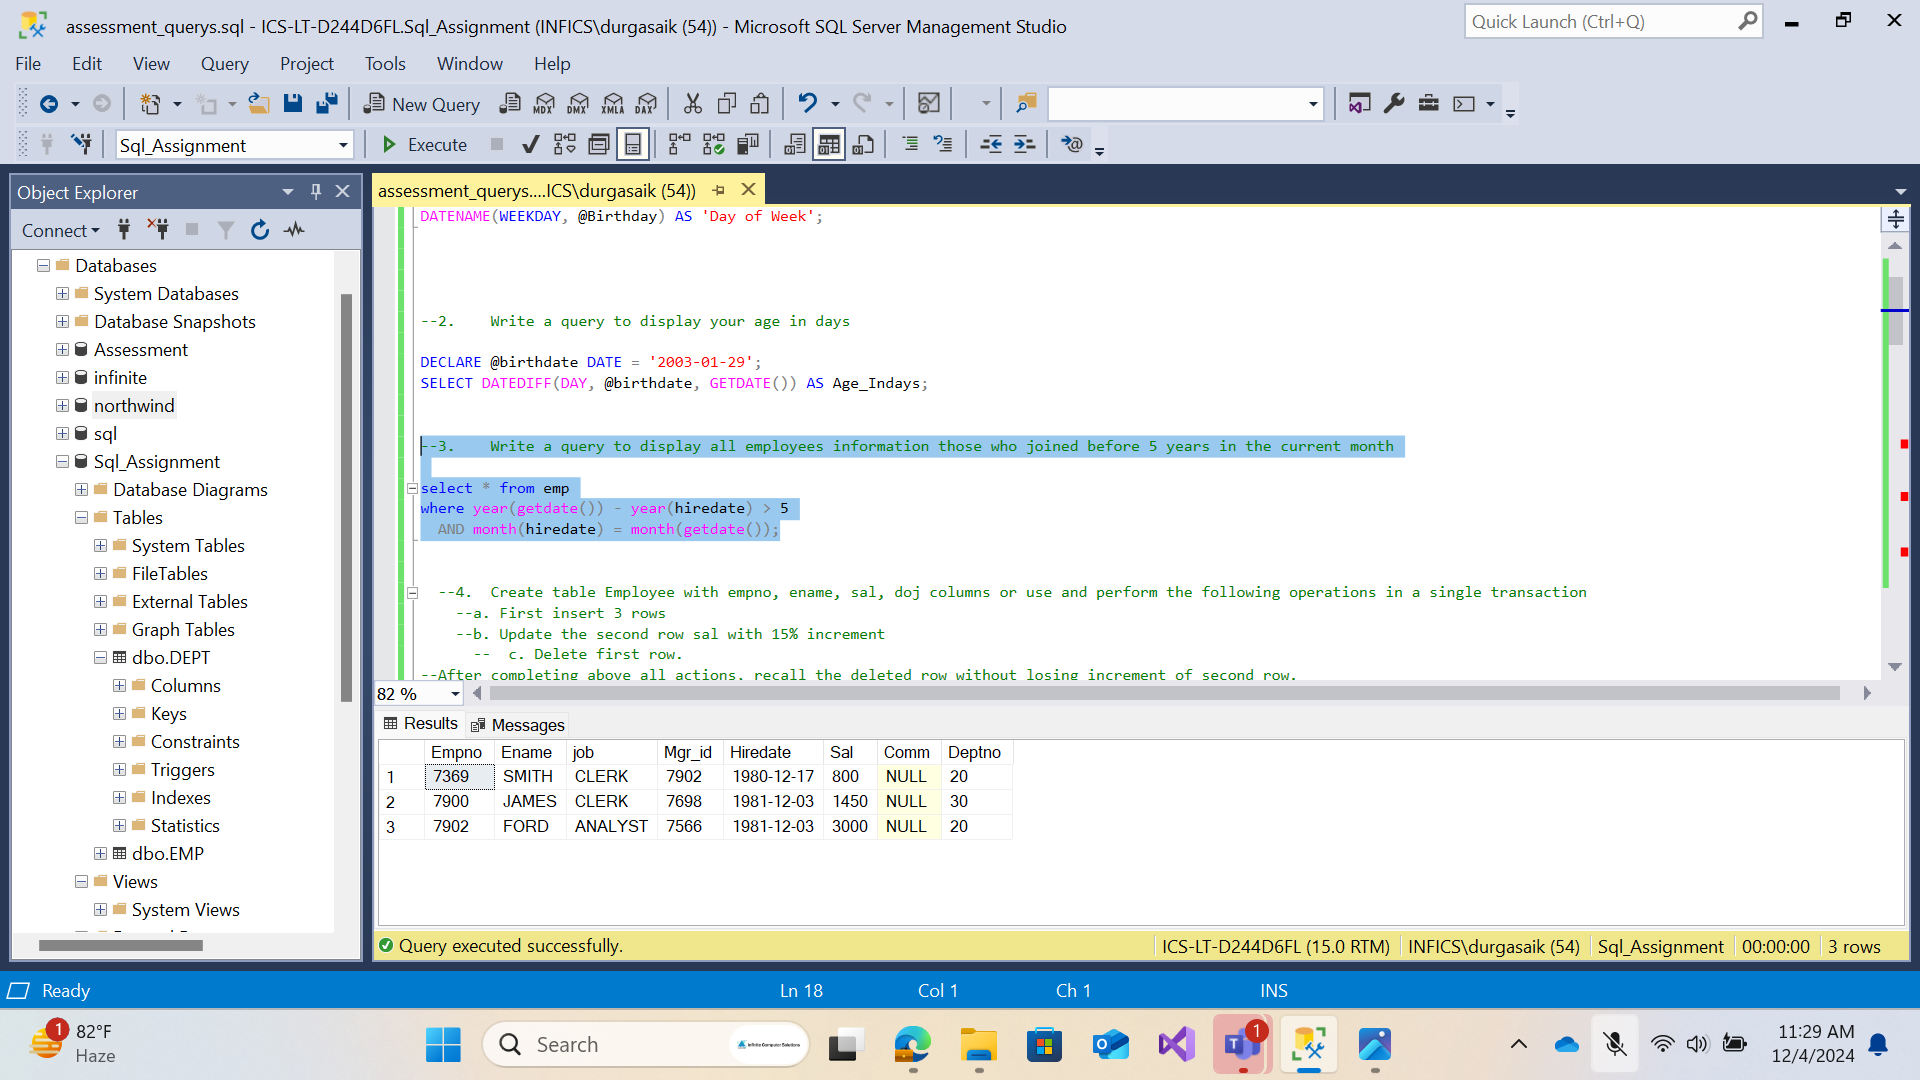 assessment_querys.sql - ICS-LT-D244D6FL.Sql_Assignment (INFICS\durgasaik (54)) - Microsoft SQL Server Management Studio
Quick Launch (Ctrl+Q)
File Edit View Query Project Tools Window Help
New Query MDX DMX XMLA DAX
Sql_Assignment Execute
Object Explorer
Connect
Databases
System Databases
Database Snapshots
Assessment
infinite
northwind
sql
Sql_Assignment
Database Diagrams
Tables
System Tables
FileTables
External Tables
Graph Tables
dbo.DEPT
Columns
Keys
Constraints
Triggers
Indexes
Statistics
dbo.EMP
Views
System Views
assessment_querys....ICS\durgasaik (54))
DATENAME(WEEKDAY, @Birthday) AS 'Day of Week';
--2. Write a query to display your age in days
DECLARE @birthdate DATE = '2003-01-29';
SELECT DATEDIFF(DAY, @birthdate, GETDATE()) AS Age_Indays;
--3. Write a query to display all employees information those who joined before 5 years in the current month
select * from emp
where year(getdate()) - year(hiredate) > 5
AND month(hiredate) = month(getdate());
--4. Create table Employee with empno, ename, sal, doj columns or use and perform the following operations in a single transaction
--a. First insert 3 rows
--b. Update the second row sal with 15% increment
-- c. Delete first row.
--After completing above all actions, recall the deleted row without losing increment of second row.
82 %
Results Messages
Empno Ename job Mgr_id Hiredate Sal Comm Deptno
1 7369 SMITH CLERK 7902 1980-12-17 800 NULL 20
2 7900 JAMES CLERK 7698 1981-12-03 1450 NULL 30
3 7902 FORD ANALYST 7566 1981-12-03 3000 NULL 20
Query executed successfully. ICS-LT-D244D6FL (15.0 RTM) INFICS\durgasaik (54) Sql_Assignment 00:00:00 3 rows
Ready Ln 18 Col 1 Ch 1 INS
1 82°F
Haze
Search
Infinite Computer Solutions
1
11:29 AM
12/4/2024